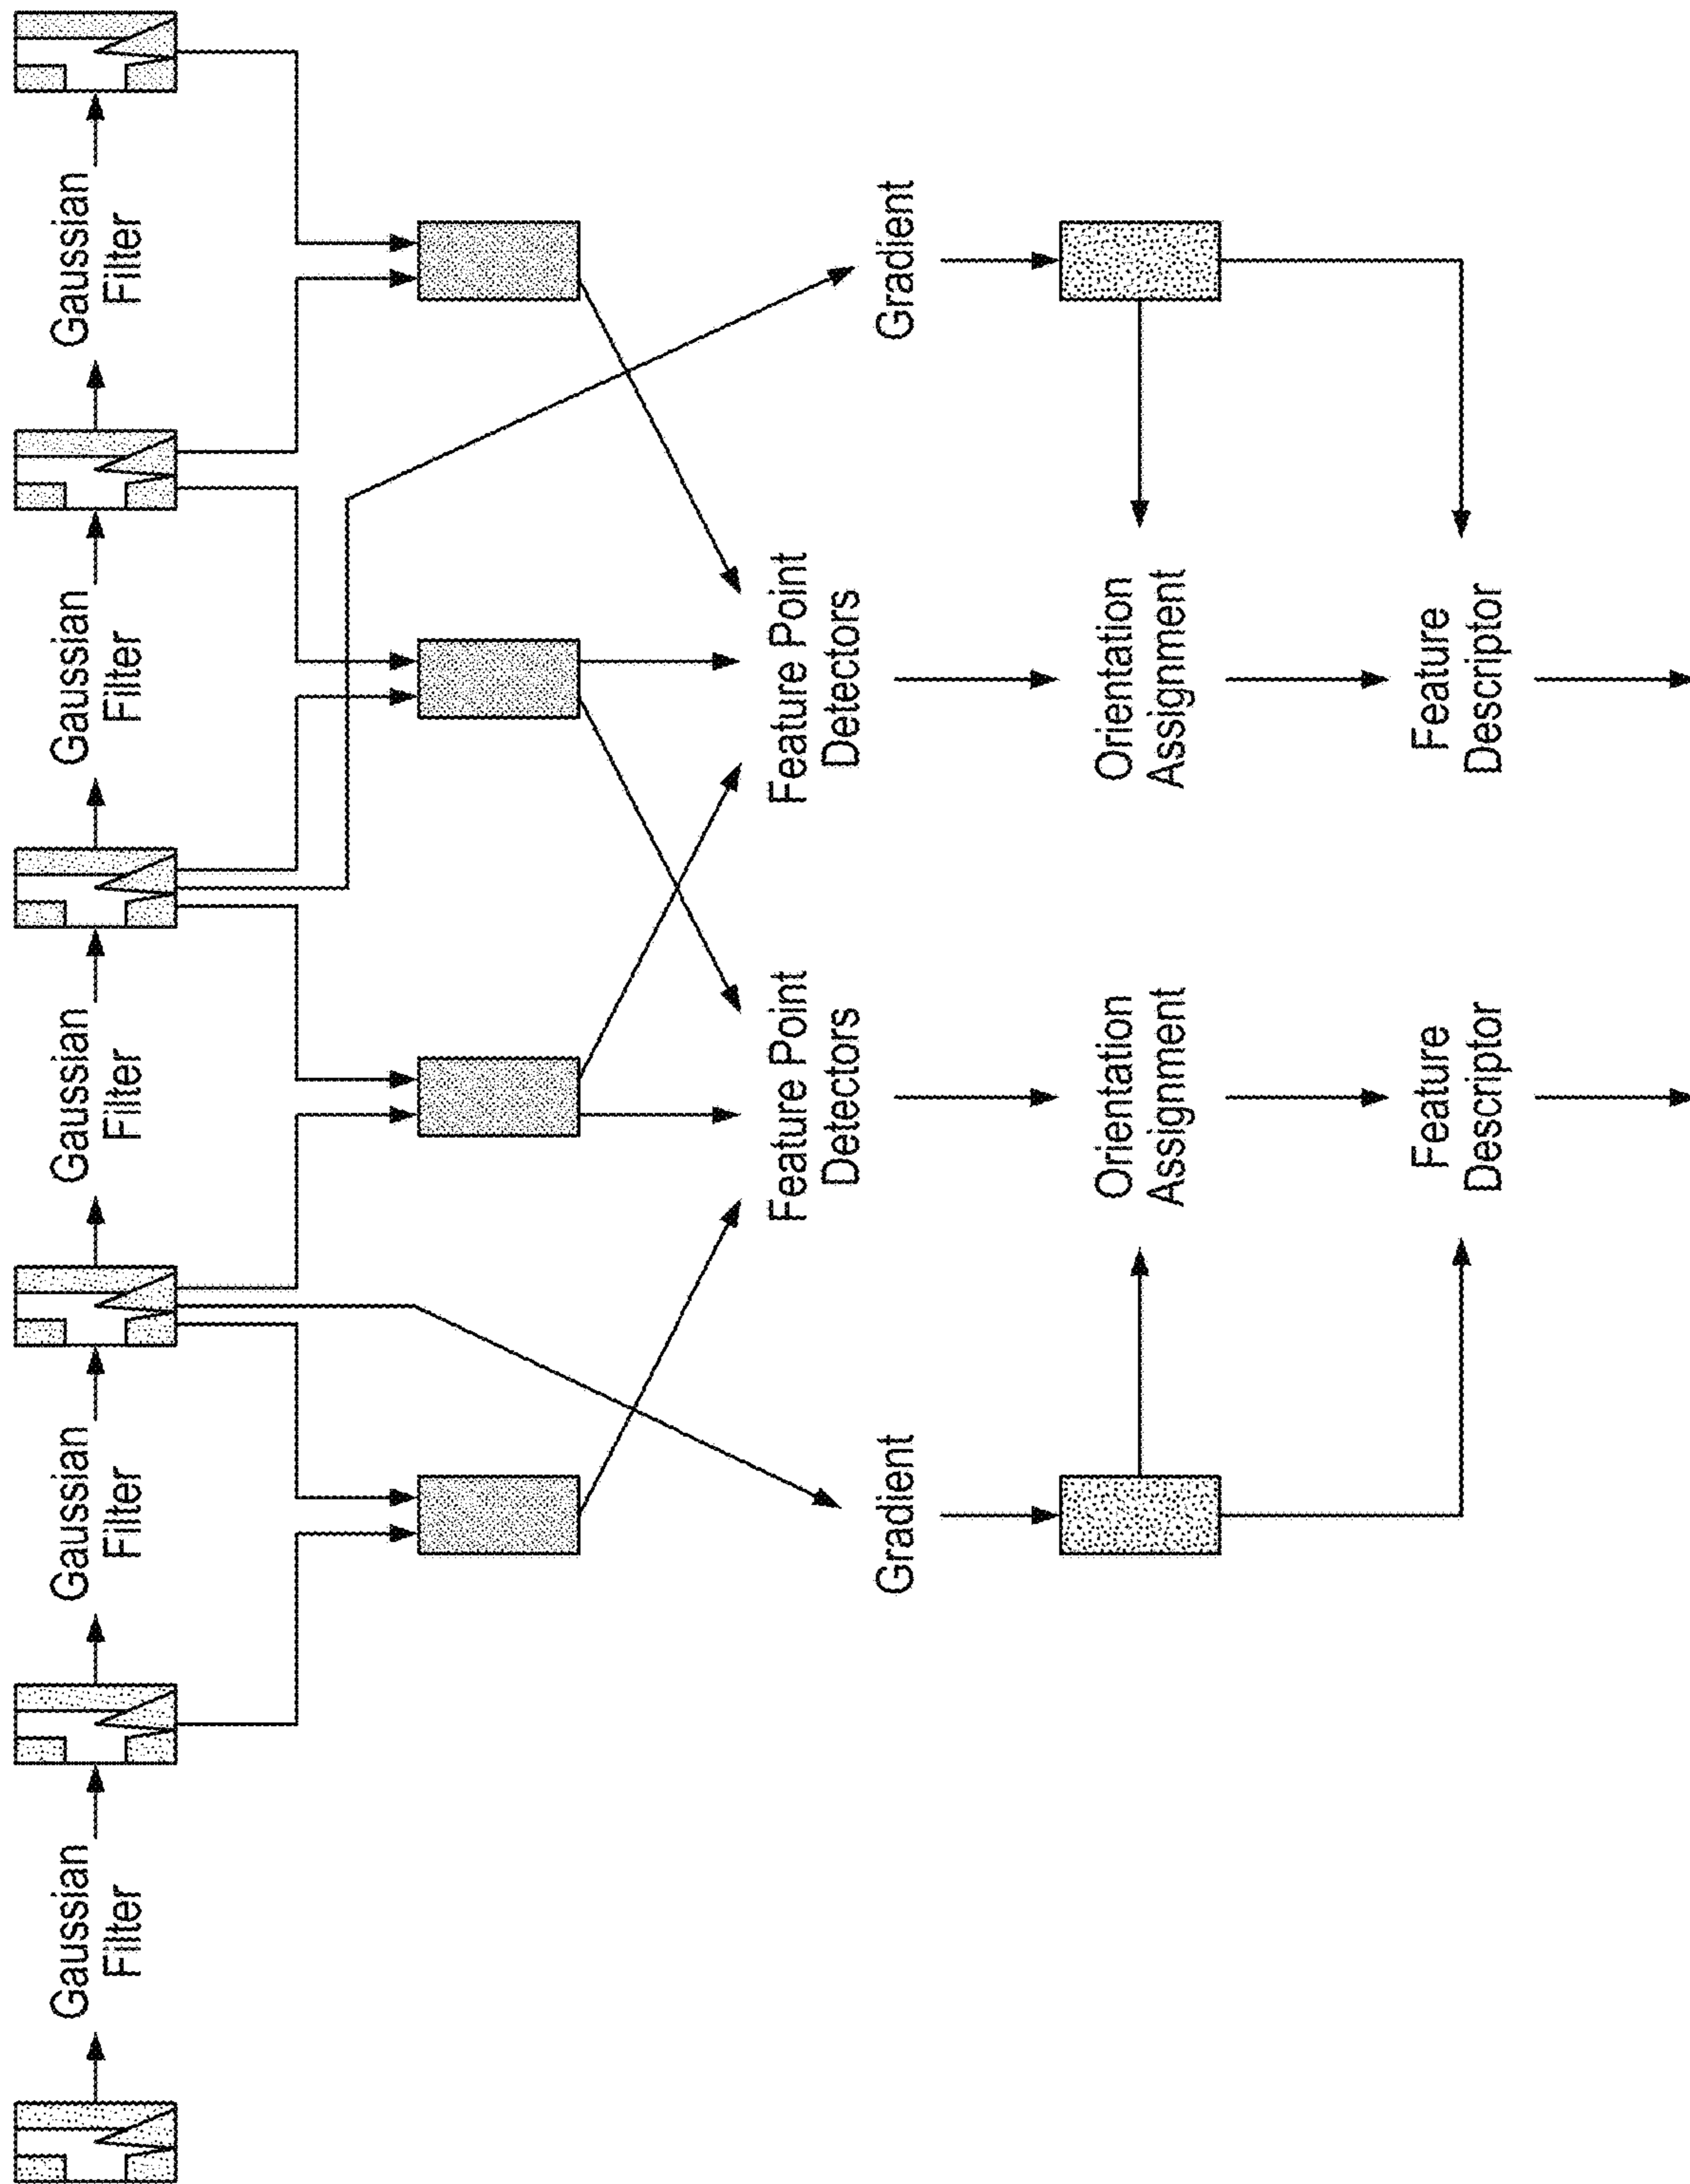 Gaussian
Filter
Gaussian
Filter
Gaussian
Filter
Gaussian
Filter
Gaussian
Filter
Feature Point
Detectors
Feature Point
Detectors
Gradient
Gradient
Orientation
Assignment
Orientation
Assignment
Feature
Descriptor
Feature
Descriptor